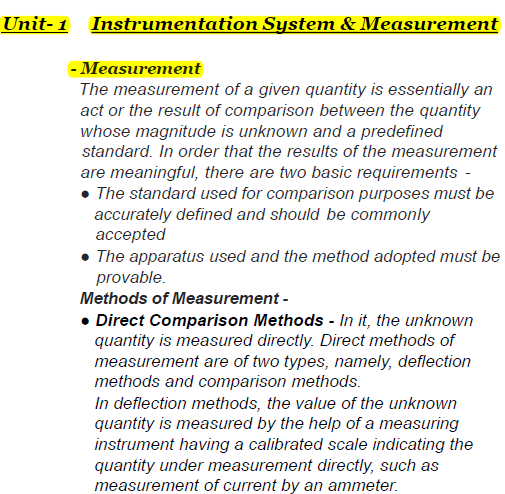 Unit- 1 Instrumentation System & Measurement
- Measurement
The measurement of a given quantity is essentially an
act or the result of comparison between the quantity
whose magnitude is unknown and a predefined
standard. In order that the results of the measurement
are meaningful, there are two basic requirements -
● The standard used for comparison purposes must be
accurately defined and should be commonly
accepted
● The apparatus used and the method adopted must be
provable.
Methods of Measurement -
● Direct Comparison Methods - In it, the unknown
quantity is measured directly. Direct methods of
measurement are of two types, namely, deflection
methods and comparison methods.
In deflection methods, the value of the unknown
quantity is measured by the help of a measuring
instrument having a calibrated scale indicating the
quantity under measurement directly, such as
measurement of current by an ammeter.